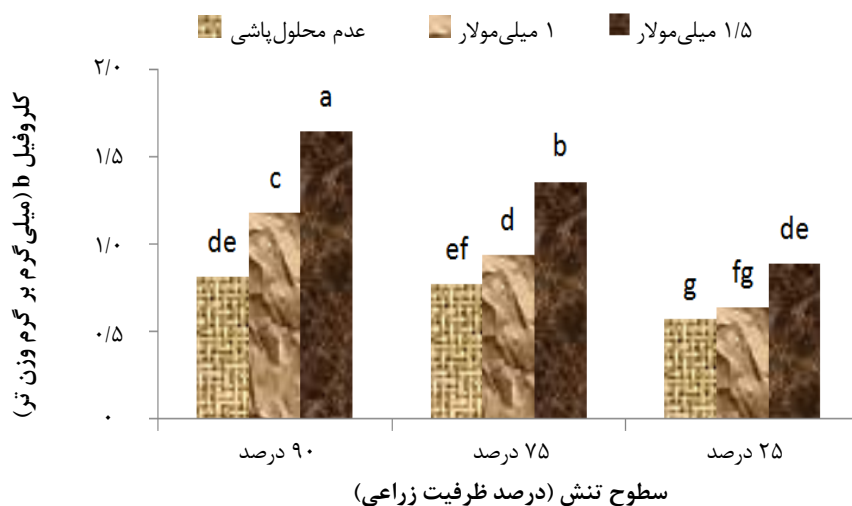 عدم محلول‌پاشی ۱ میلی‌مولار ۱/۵ میلی‌مولار
کلروفیل b (میلی‌گرم بر گرم وزن تر)
۲/۰
۱/۵
۱/۰
۰/۵
۰
de c a
ef d b
g fg de
۹۰ درصد ۷۵ درصد ۲۵ درصد
سطوح تنش (درصد ظرفیت زراعی)